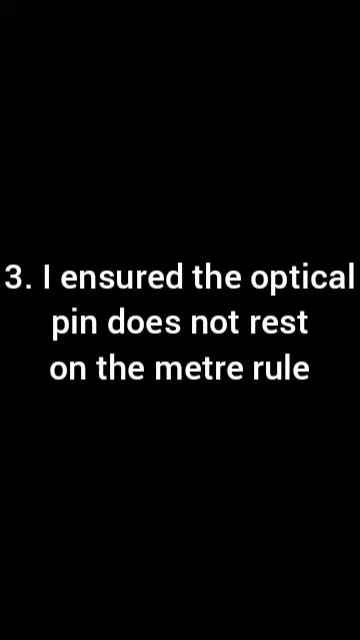 3. I ensured the optical
pin does not rest
on the metre rule